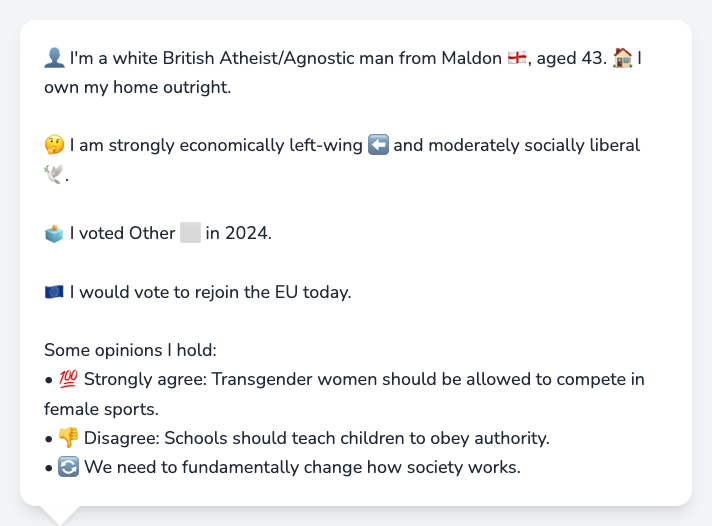 👤 I'm a white British Atheist/Agnostic man from Maldon 🏴󠁧󠁢󠁥󠁮󠁧󠁿, aged 43. 🏠 I
own my home outright.
🤔 I am strongly economically left-wing ⬅️ and moderately socially liberal
🕊️.
🗳️ I voted Other ⬜ in 2024.
🇪🇺 I would vote to rejoin the EU today.
Some opinions I hold:
• 💯 Strongly agree: Transgender women should be allowed to compete in
female sports.
• 👎 Disagree: Schools should teach children to obey authority.
• 🔄 We need to fundamentally change how society works.